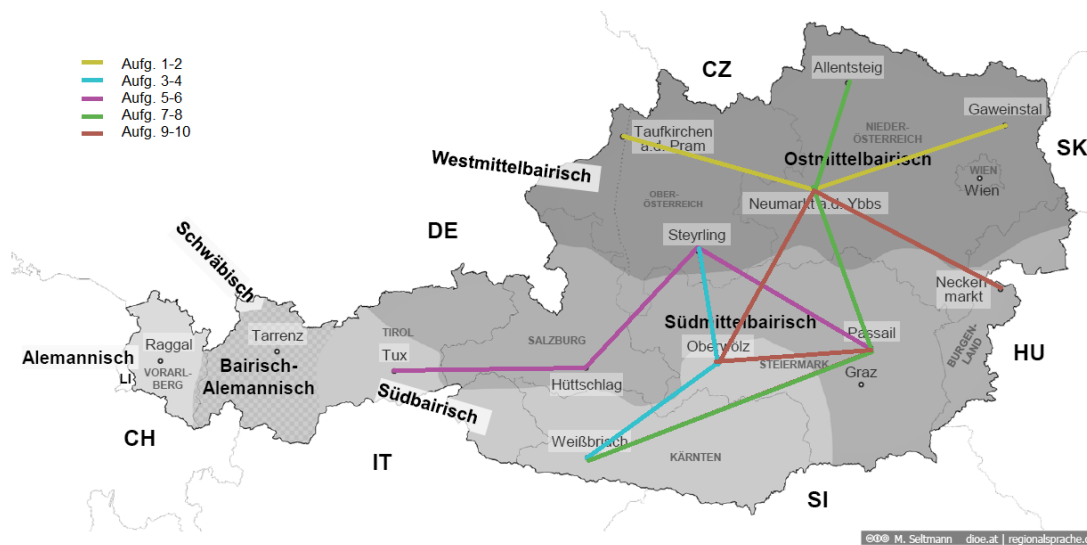 Aufg. 1-2
Aufg. 3-4
Aufg. 5-6
Aufg. 7-8
Aufg. 9-10
CZ
Allentsteig
Gaweinstal
Taufkirchen
a.d. Pram
NIEDER-
ÖSTERREICH
Ostmittelbairisch
SK
Westmittelbairisch
WIEN
Wien
OBER-
ÖSTERREICH
Neumarkt a.d. Ybbs
Steyrling
DE
Schwäbisch
Necken
markt
Südmittelbairisch
Passail
Oberwölz
STEIERMARK
Graz
BURGEN-
LAND
HU
TIROL
SALZBURG
Tux
Hüttschlag
Südbairisch
Raggal
Tarrenz
Alemannisch
LI
VORARL-
BERG
Bairisch-
Alemannisch
CH
IT
Weißbriach
KÄRNTEN
SI
M. Seltmann dioe.at | regionalsprache.d